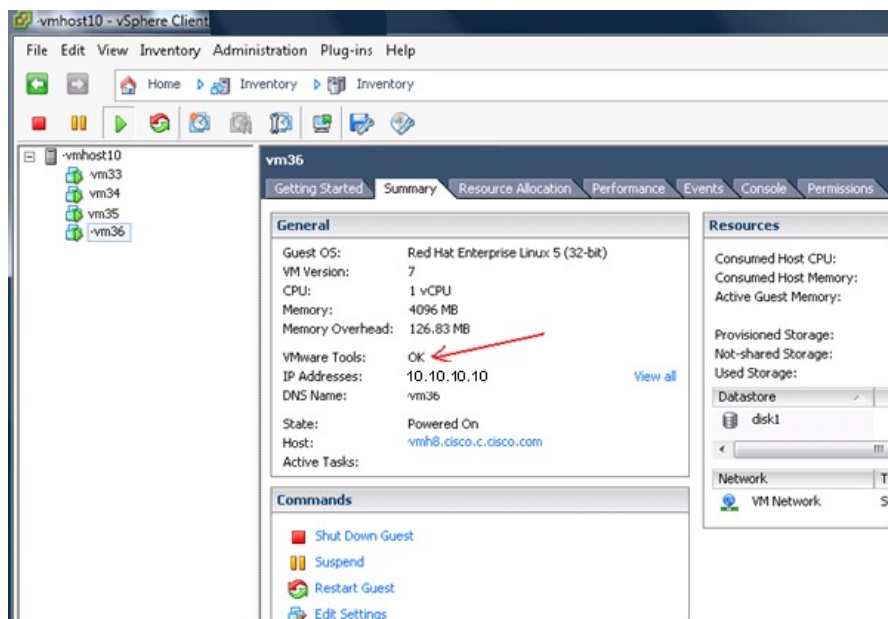 -vmhost10 - vSphere Client
File Edit View Inventory Administration Plug-ins Help
Home Inventory Inventory
-vmhost10
vm33
vm34
vm35
-vm36
vm36
Getting Started Summary Resource Allocation Performance Events Console Permissions
General
Guest OS: Red Hat Enterprise Linux 5 (32-bit)
VM Version: 7
CPU: 1 vCPU
Memory: 4096 MB
Memory Overhead: 126.83 MB
VMware Tools: OK
IP Addresses: 10.10.10.10 View all
DNS Name: -vm36
State: Powered On
Host: vmh8.cisco.c.cisco.com
Active Tasks:
Commands
Shut Down Guest
Suspend
Restart Guest
Edit Settings
Resources
Consumed Host CPU:
Consumed Host Memory:
Active Guest Memory:
Provisioned Storage:
Not-shared Storage:
Used Storage:
Datastore
disk1
Network T
VM Network S